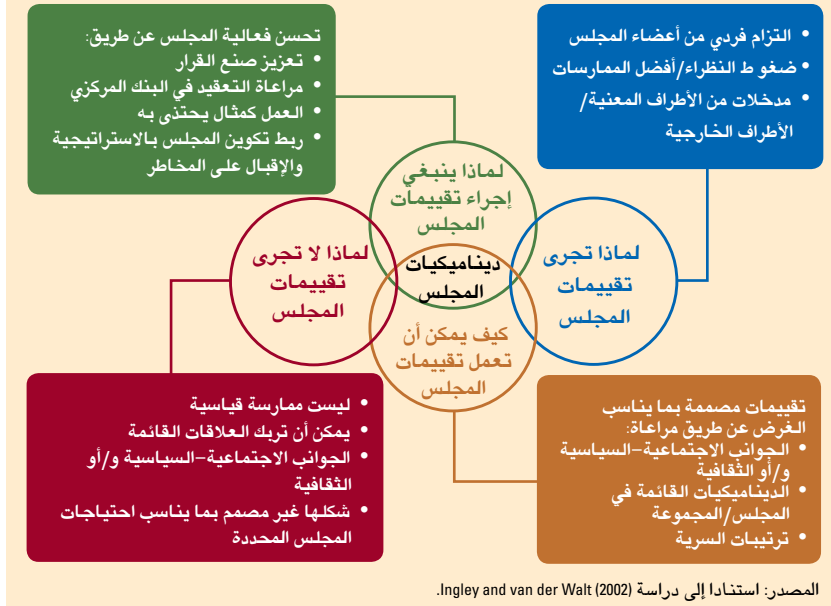 • التزام فردي من أعضاء المجلس
• ضغو ط النظراء/أفضل الممارسات
• مدخلات من الأطراف المعنية/
الأطراف الخارجية
تحسن فعالية المجلس عن طريق:
• تعزيز صنع القرار
• مراعاة التعقيد في البنك المركزي
• العمل كمثال يحتذى به
• ربط تكوين المجلس بالاستراتيجية
والإقبال على المخاطر
لماذا ينبغي
إجراء تقييمات
المجلس
لماذا تجرى
تقييمات
المجلس
ديناميكيات
المجلس
لماذا لا تجرى
تقييمات
المجلس
كيف يمكن أن
تعمل تقييمات
المجلس
تقييمات مصممة بما يناسب
الغرض عن طريق مراعاة:
• الجوانب الاجتماعية–السياسية
و/أو الثقافية
• الديناميكيات القائمة في
المجلس/المجموعة
• ترتيبات السرية
• ليست ممارسة قياسية
• يمكن أن تربك العلاقات القائمة
• الجوانب الاجتماعية–السياسية و/أو
الثقافية
• شكلها غير مصمم بما يناسب احتياجات
المجلس المحددة
المصدر: استنادا إلى دراسة Ingley and van der Walt (2002).